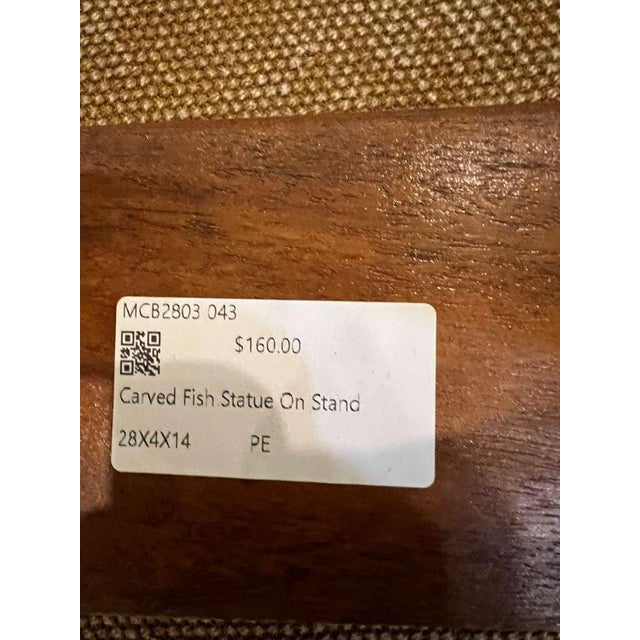 MCB2803 043
$160.00
Carved Fish Statue On Stand
28X4X14 PE